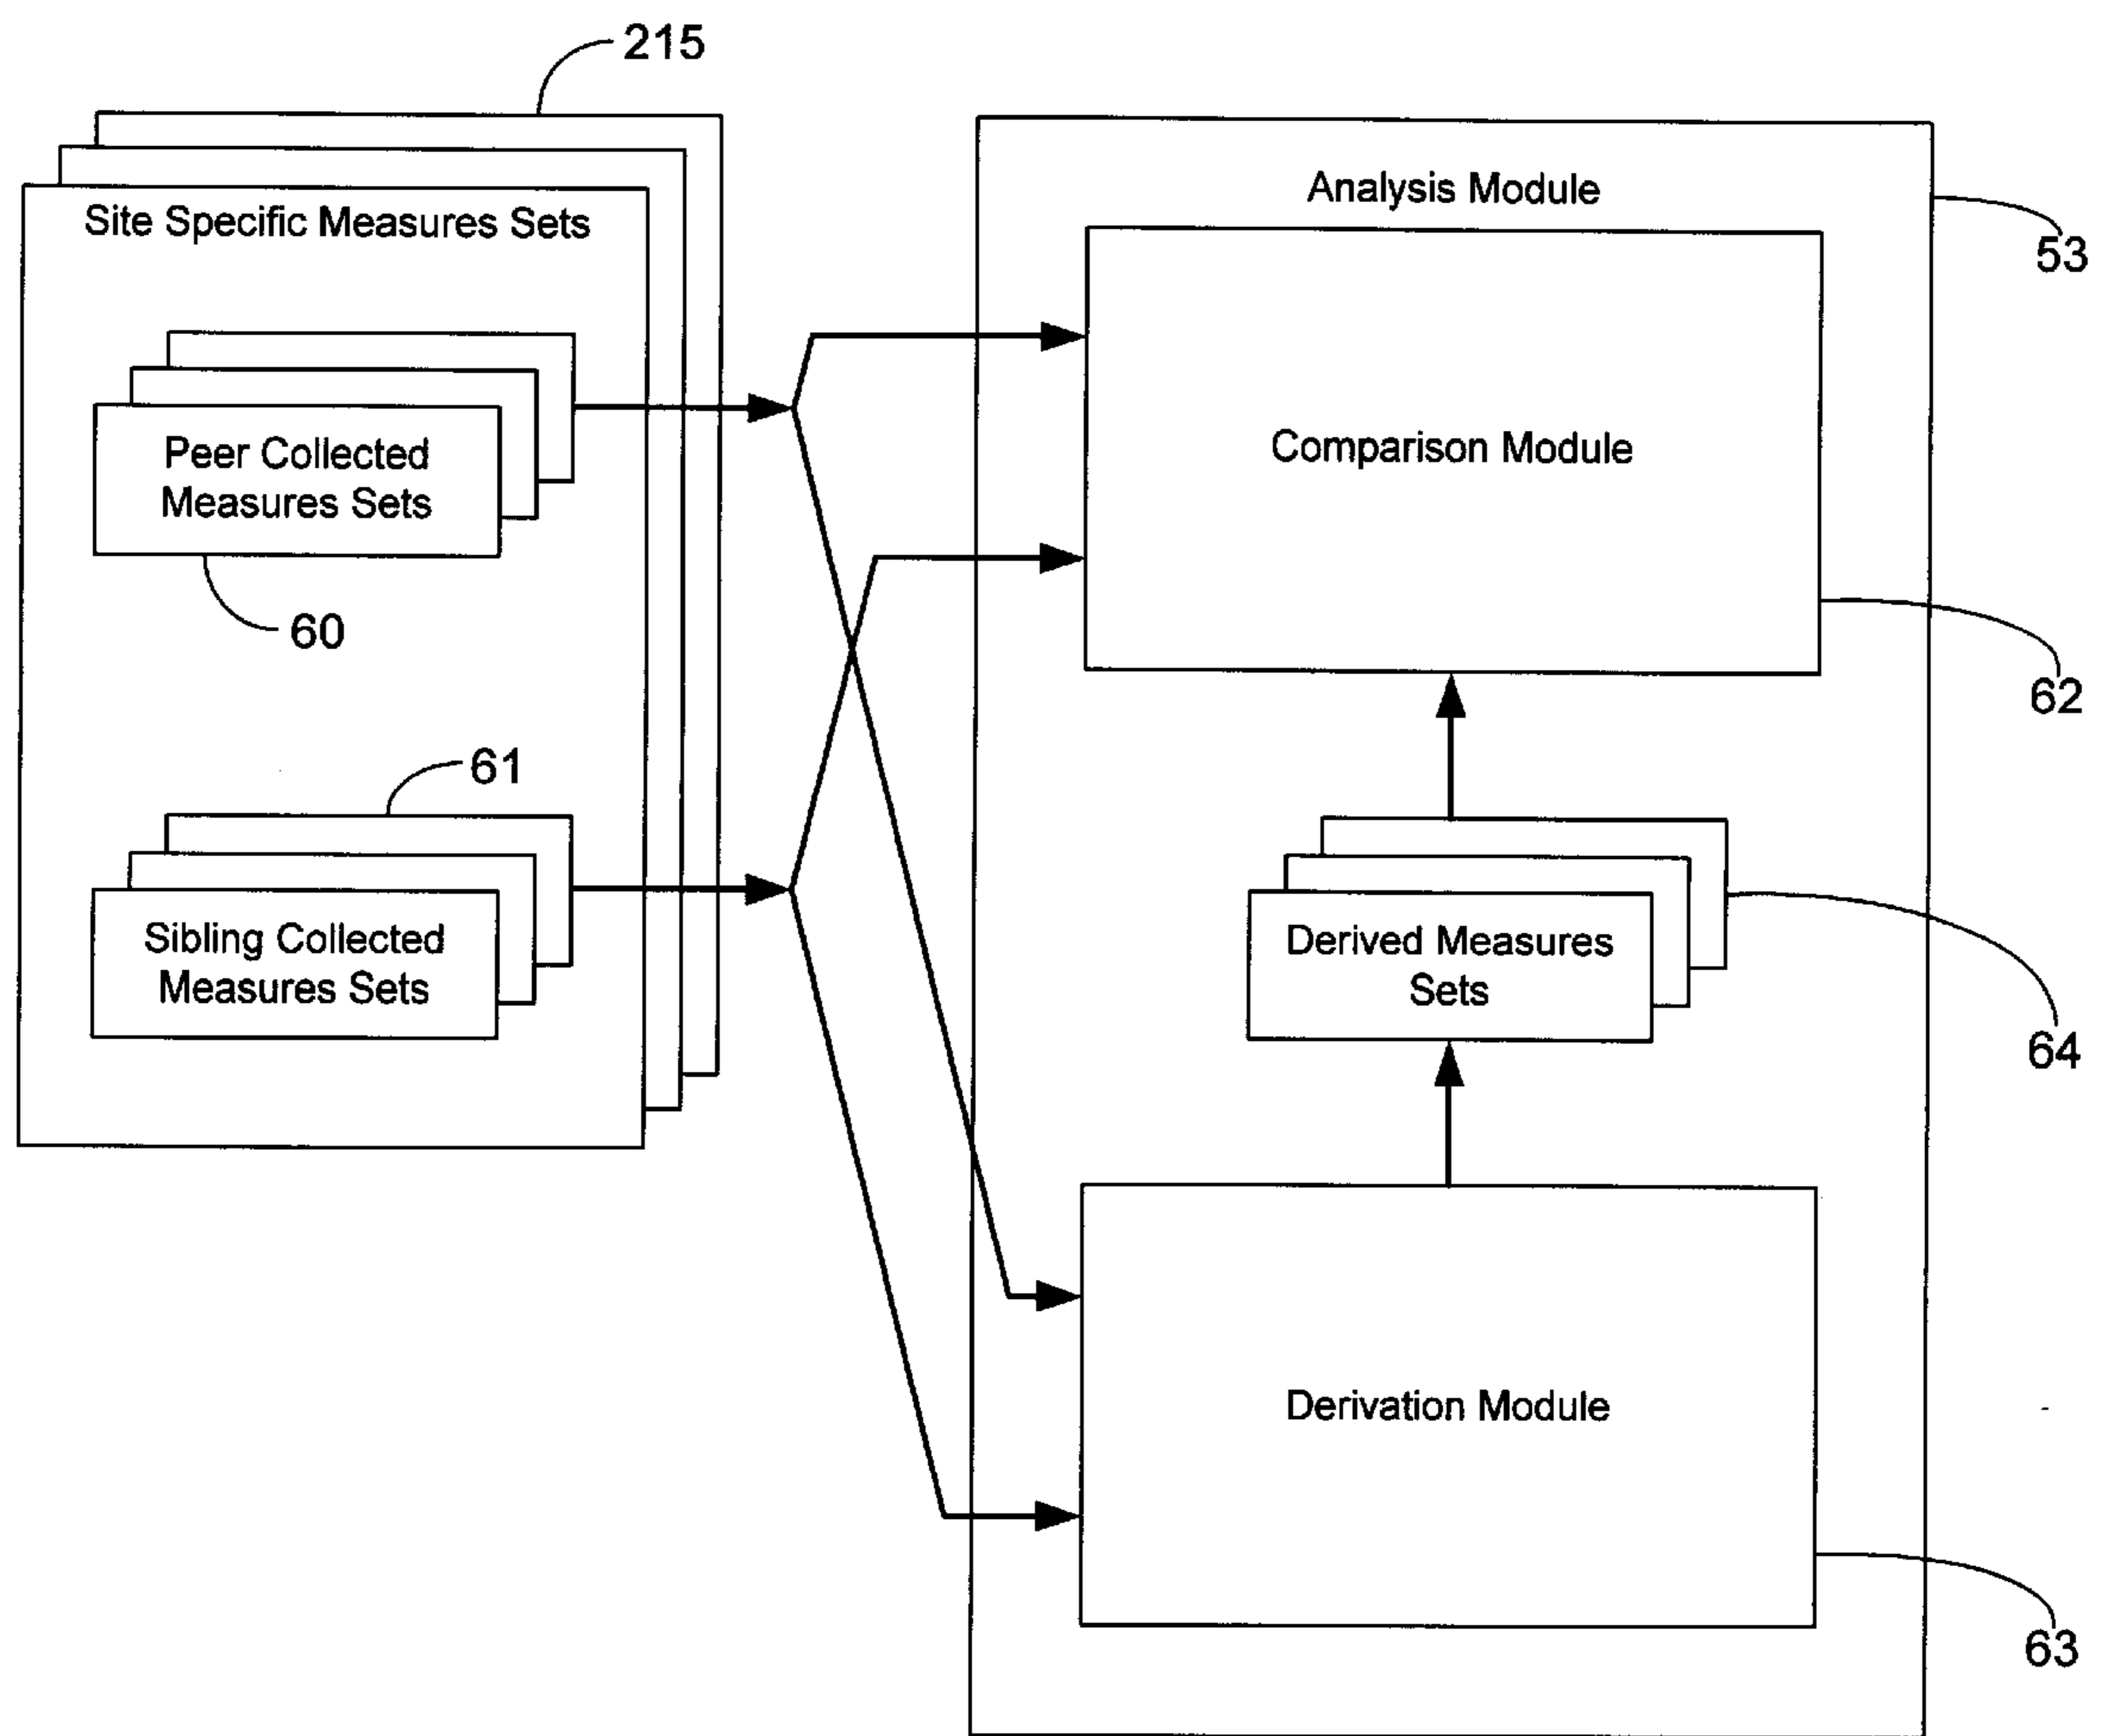 215
Site Specific Measures Sets
Peer Collected
Measures Sets
60
61
Sibling Collected
Measures Sets
Analysis Module
53
Comparison Module
62
Derived Measures
Sets
64
Derivation Module
63